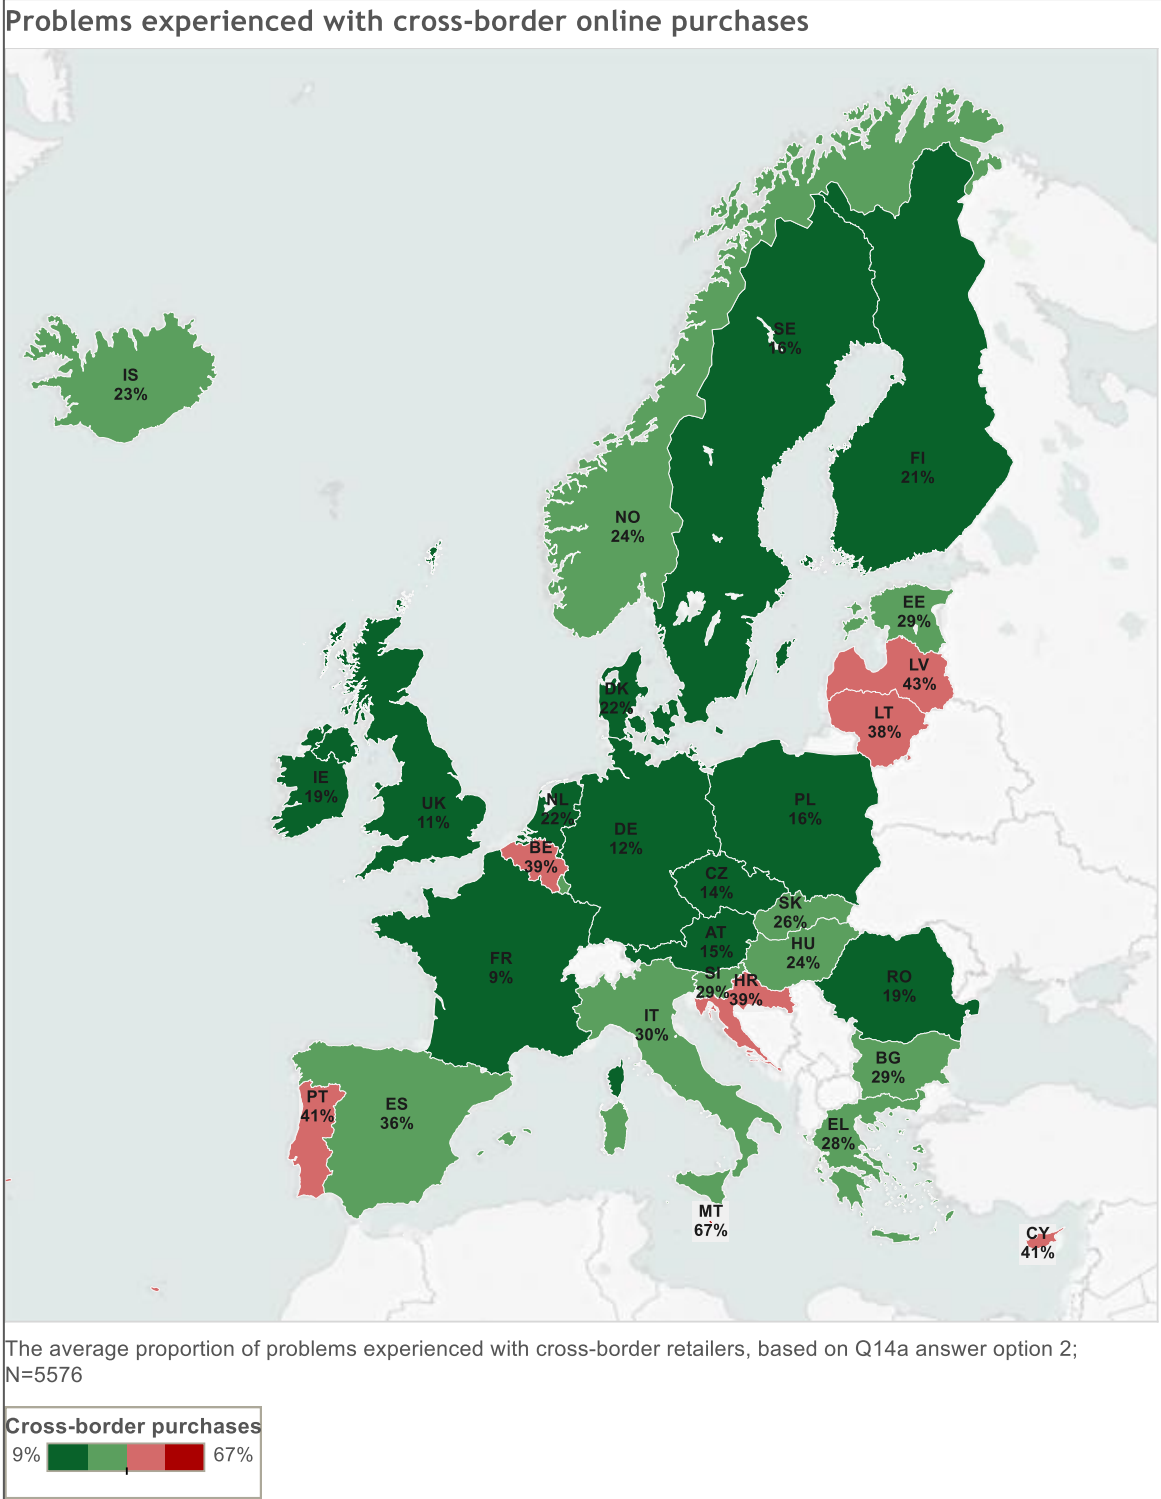 Problems experienced with cross-border online purchases
IS
23%
SE
16%
FI
21%
NO
24%
EE
29%
LV
43%
LT
38%
DK
22%
IE
19%
UK
11%
NL
22%
BE
39%
DE
12%
PL
16%
CZ
14%
SK
26%
AT
15%
HU
24%
FR
9%
SI
29%
HR
39%
RO
19%
IT
30%
BG
29%
PT
41%
ES
36%
EL
28%
MT
67%
CY
41%
The average proportion of problems experienced with cross-border retailers, based on Q14a answer option 2;
N=5576
Cross-border purchases
9% 67%